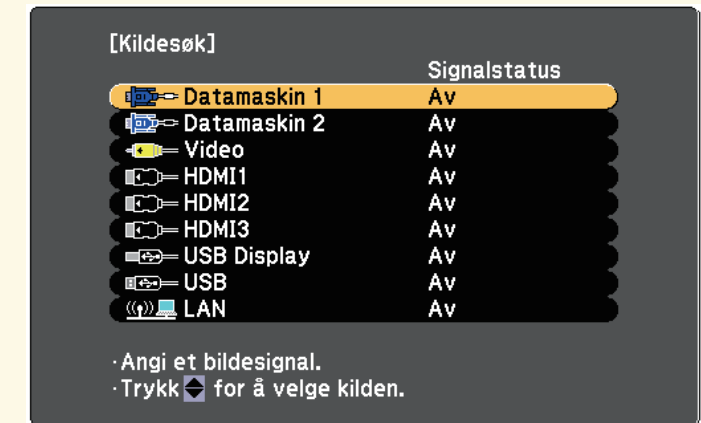 [Kildesøk]
Signalstatus
Datamaskin 1 Av
Datamaskin 2 Av
Video Av
HDMI1 Av
HDMI2 Av
HDMI3 Av
USB Display Av
USB Av
LAN Av
·Angi et bildesignal.
·Trykk for å velge kilden.